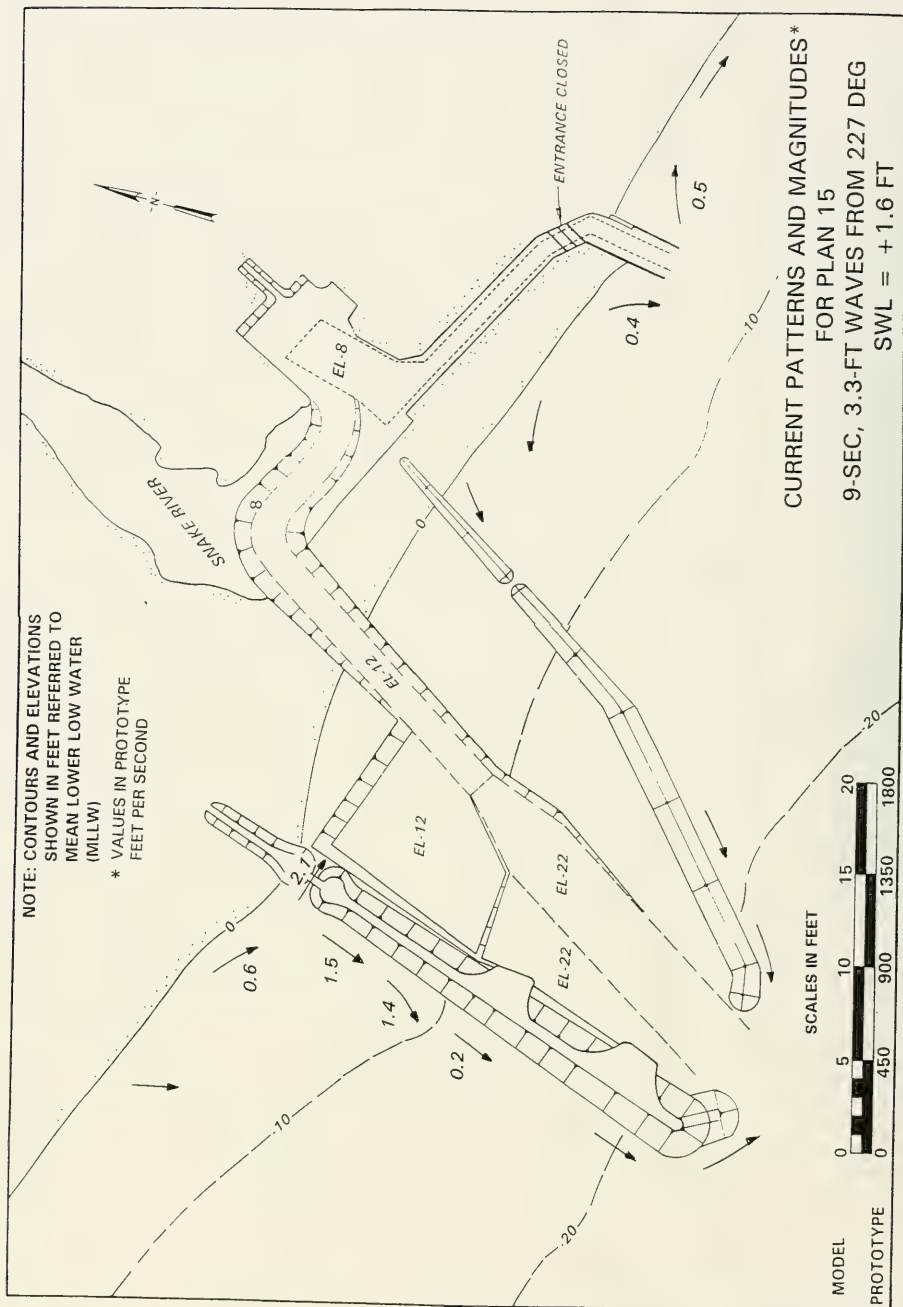 NOTE: CONTOURS AND ELEVATIONS
SHOWN IN FEET REFERRED TO
MEAN LOWER LOW WATER
(MLLW)
* VALUES IN PROTOTYPE
FEET PER SECOND
SNAKE RIVER
-N-
ENTRANCE CLOSED
EL-8
8
EL-12
EL-12
EL-22
EL-22
0
0
-10
-10
-20
-20
2.1
0.6
1.5
1.4
0.2
0.4
0.5
CURRENT PATTERNS AND MAGNITUDES*
FOR PLAN 15
9-SEC, 3.3-FT WAVES FROM 227 DEG
SWL = +1.6 FT
SCALES IN FEET
MODEL 0 5 10 15 20
PROTOTYPE 0 450 900 1350 1800